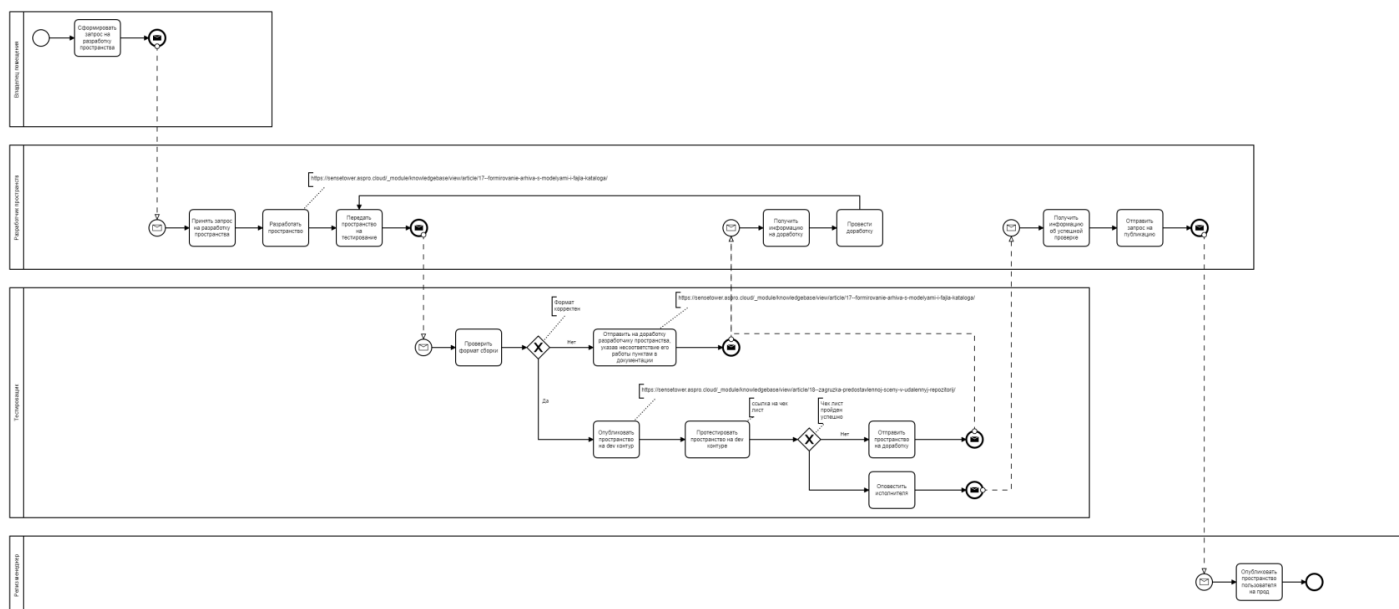 Владелец помещения
Сформировать
запрос на
разработку
пространства
Разработчик пространств
https://sensetower.aspro.cloud/_module/knowledgebase/view/article/17--formirovanie-arhiva-s-modelyami-i-fajla-kataloga/
Принять запрос
на разработку
пространства
Разработать
пространство
Передать
пространство
на
тестирование
Получить
информацию
на доработку
Провести
доработку
Получить
информацию
об успешной
проверке
Отправить
запрос на
публикацию
Тестировщик
https://sensetower.aspro.cloud/_module/knowledgebase/view/article/17--formirovanie-arhiva-s-modelyami-i-fajla-kataloga/
Формат
корректен
Проверить
формат сборки
Нет
Отправить на доработку
разработчику пространства,
указав несоответствие его
работы пунктам в
документации
Да
https://sensetower.aspro.cloud/_module/knowledgebase/view/article/18--zagruzka-predostavlennoj-sceny-v-udalennyj-repozitorij/
ссылка на чек
лист
Чек лист
пройден
успешно
Опубликовать
пространство
на dev контур
Протестировать
пространство на dev
контуре
Нет
Отправить
пространство
на доработку
Оповестить
исполнителя
Релиз менеджер
Опубликовать
пространство
пользователя
на прод